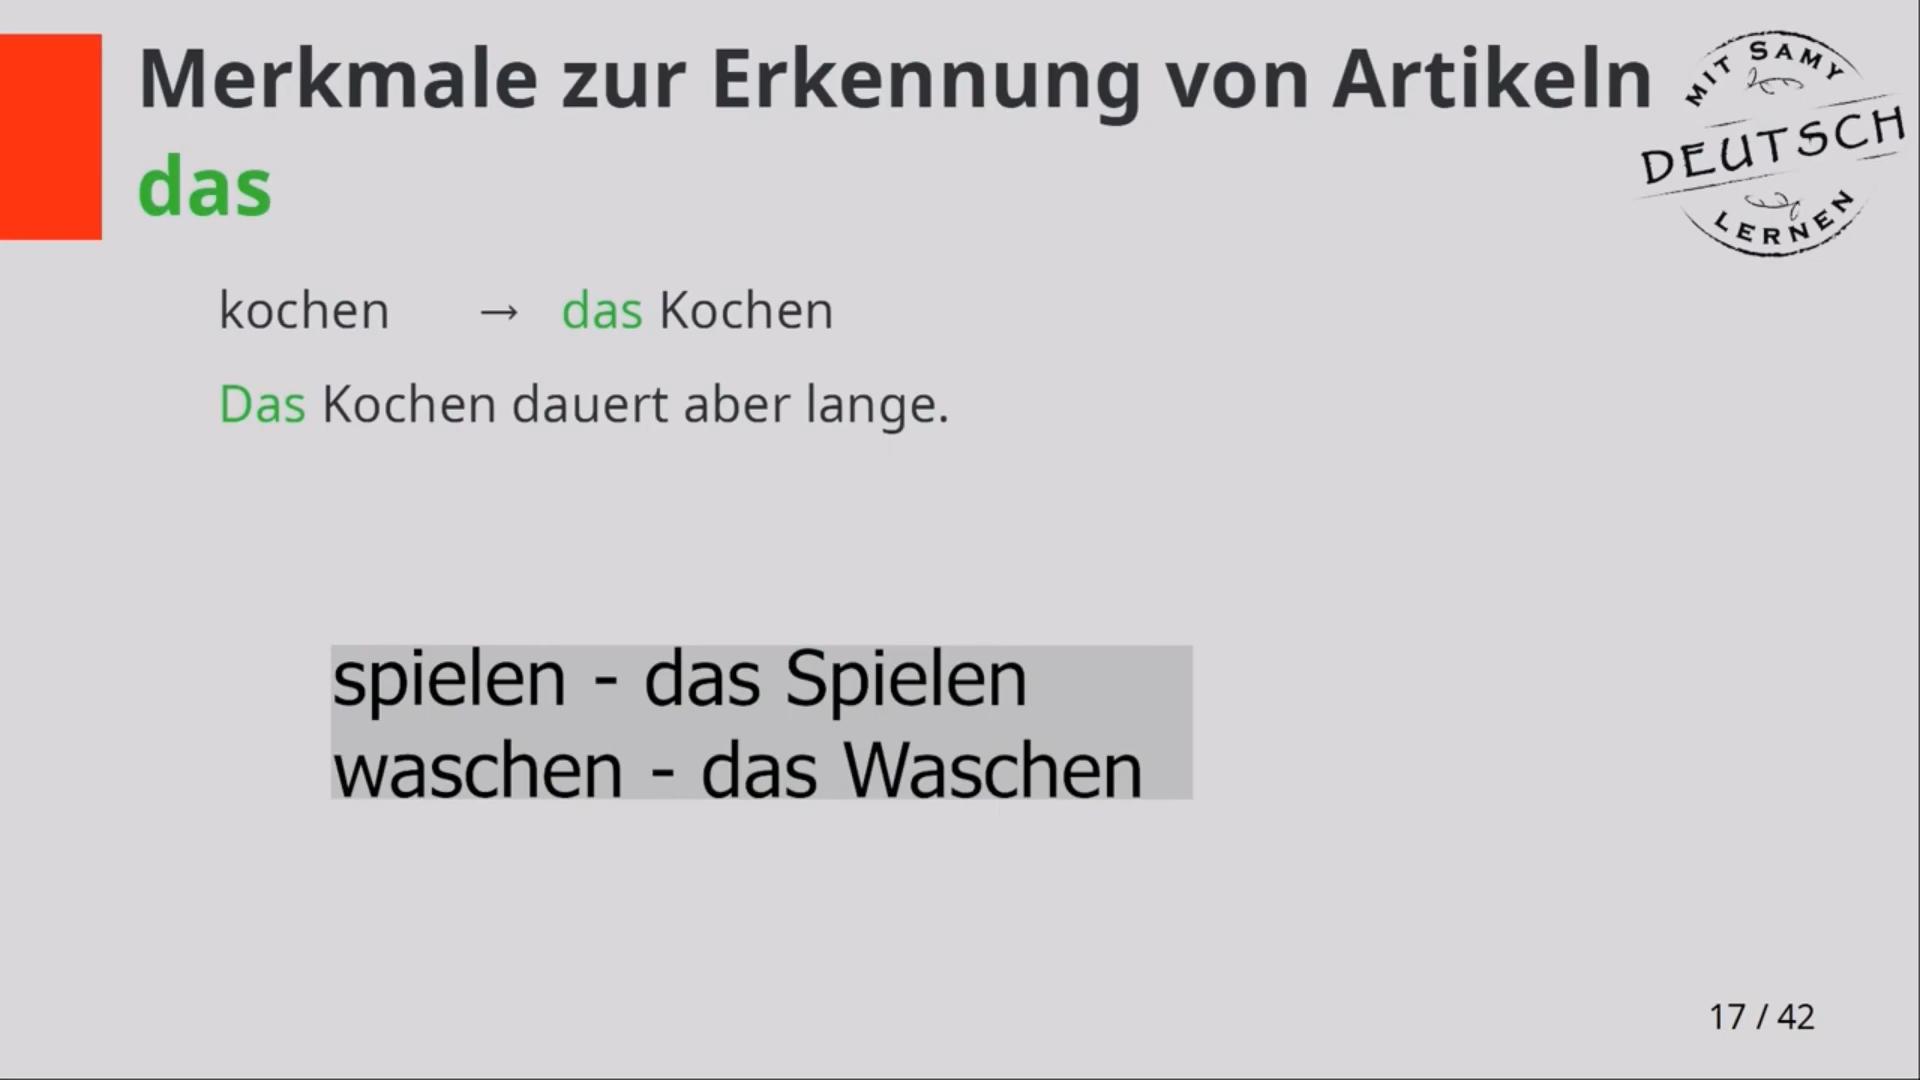 Merkmale zur Erkennung von Artikeln
das
MIT SAMY
DEUTSCH
LERNEN
kochen → das Kochen
Das Kochen dauert aber lange.
spielen - das Spielen
waschen - das Waschen
17 / 42